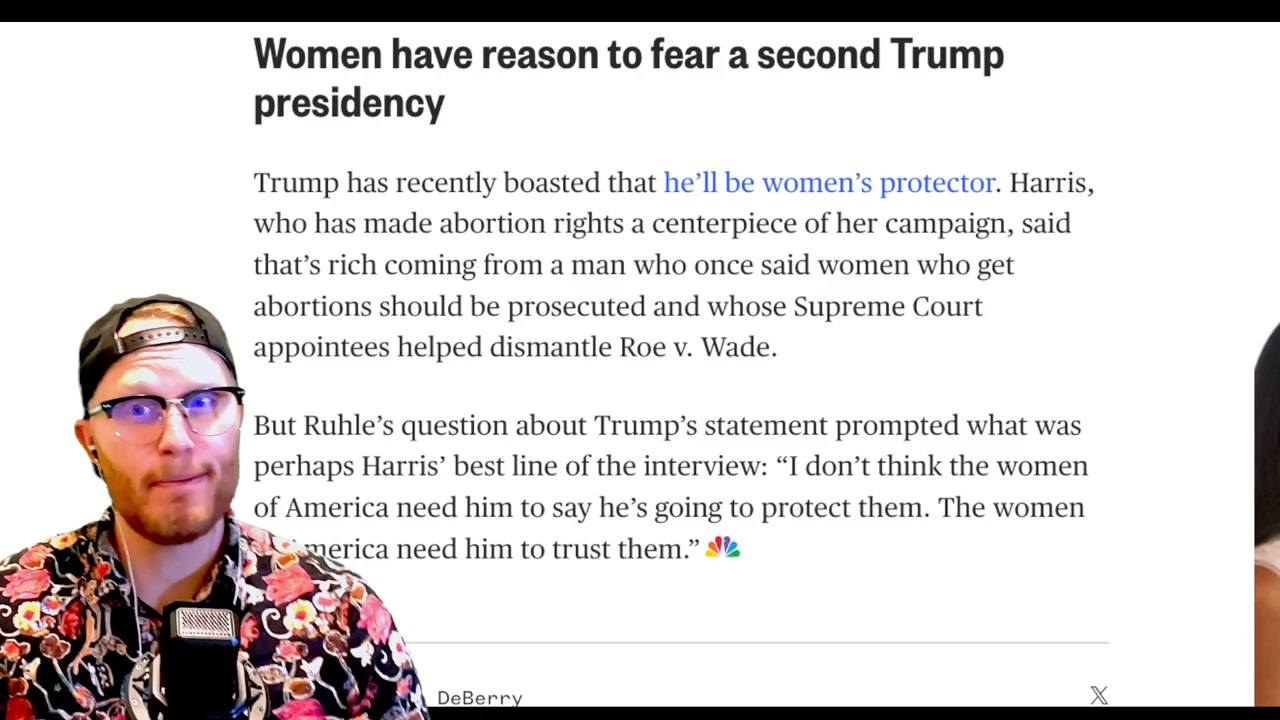 Women have reason to fear a second Trump
presidency
Trump has recently boasted that he’ll be women’s protector. Harris,
who has made abortion rights a centerpiece of her campaign, said
that’s rich coming from a man who once said women who get
abortions should be prosecuted and whose Supreme Court
appointees helped dismantle Roe v. Wade.
But Ruhle’s question about Trump’s statement prompted what was
perhaps Harris’ best line of the interview: “I don’t think the women
of America need him to say he’s going to protect them. The women
need him to trust them.”
DeBerry